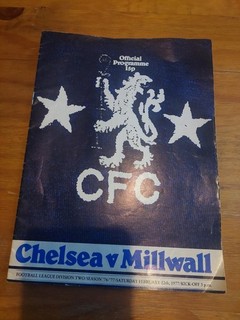 Official
Programme
15p
CFC
Chelsea v Millwall
FOOTBALL LEAGUE DIVISION TWO SEASON '76/'77 SATURDAY FEBRUARY 1977 KICK-OFF 3 p.m.